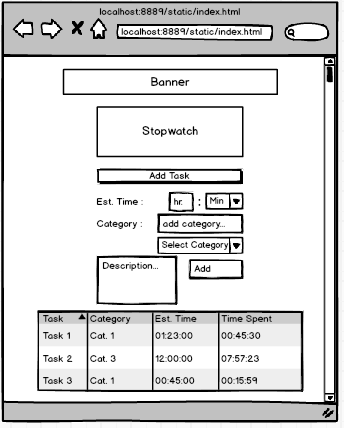 localhost:8889/static/index.html
localhost:8889/static/index.html
Banner
Stopwatch
Add Task
Est. Time : hr. : Min
Category : add category...
Select Category
Description...
Add
Task Category Est. Time Time Spent
Task 1 Cat. 1 01:23:00 00:45:30
Task 2 Cat. 3 12:00:00 07:57:23
Task 3 Cat. 1 00:45:00 00:15:59